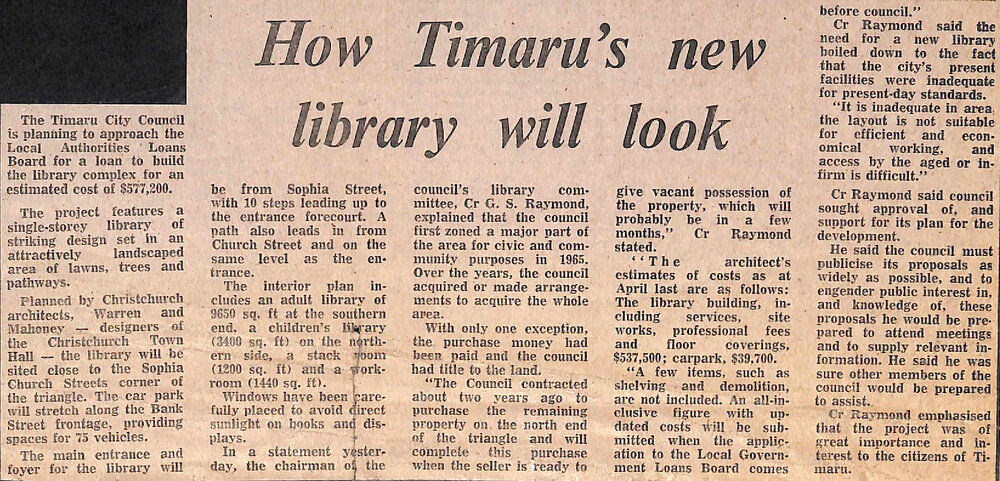 How Timaru's new
library will look
The Timaru City Council
is planning to approach the
Local Authorities Loans
Board for a loan to build
the library complex for an
estimated cost of $577,200.
The project features a
single-storey library of
striking design set in an
attractively landscaped
area of lawns, trees and
pathways.
Planned by Christchurch
architects, Warren and
Mahoney — designers of
the Christchurch Town
Hall — the library will be
sited close to the Sophia
Church Streets corner of
the triangle. The car park
will stretch along the Bank
Street frontage, providing
spaces for 75 vehicles.
The main entrance and
foyer for the library will
be from Sophia Street,
with 10 steps leading up to
the entrance forecourt. A
path also leads in from
Church Street and on the
same level as the en-
trance.
The interior plan in-
cludes an adult library of
9650 sq. ft at the southern
end, a children's library
(3400 sq. ft) on the north-
ern side, a stack room
(1200 sq. ft) and a work-
room (1440 sq. ft).
Windows have been care-
fully placed to avoid direct
sunlight on books and dis-
plays.
In a statement yester-
day, the chairman of the
council's library com-
mittee, Cr G. S. Raymond,
explained that the council
first zoned a major part of
the area for civic and com-
munity purposes in 1965.
Over the years, the council
acquired or made arrange-
ments to acquire the whole
area.
With only one exception,
the purchase money had
been paid and the council
had title to the land.
"The Council contracted
about two years ago to
purchase the remaining
property on the north end
of the triangle and will
complete this purchase
when the seller is ready to
give vacant possession of
the property, which will
probably be in a few
months," Cr Raymond
stated.
"The architect's
estimates of costs as at
April last are as follows:
The library building, in-
cluding services, site
works, professional fees
and floor coverings,
$537,500; carpark, $39,700.
"A few items, such as
shelving and demolition,
are not included. An all-in-
clusive figure with up-
dated costs will be sub-
mitted when the applic-
ation to the Local Govern-
ment Loans Board comes
before council."
Cr Raymond said the
need for a new library
boiled down to the fact
that the city's present
facilities were inadequate
for present-day standards.
"It is inadequate in area,
the layout is not suitable
for efficient and econ-
omical working, and
access by the aged or in-
firm is difficult."
Cr Raymond said council
sought approval of, and
support for its plan for the
development.
He said the council must
publicise its proposals as
widely as possible, and to
engender public interest in,
and knowledge of, these
proposals he would be pre-
pared to attend meetings
and to supply relevant in-
formation. He said he was
sure other members of the
council would be prepared
to assist.
Cr Raymond emphasised
that the project was of
great importance and in-
terest to the citizens of Ti-
maru.